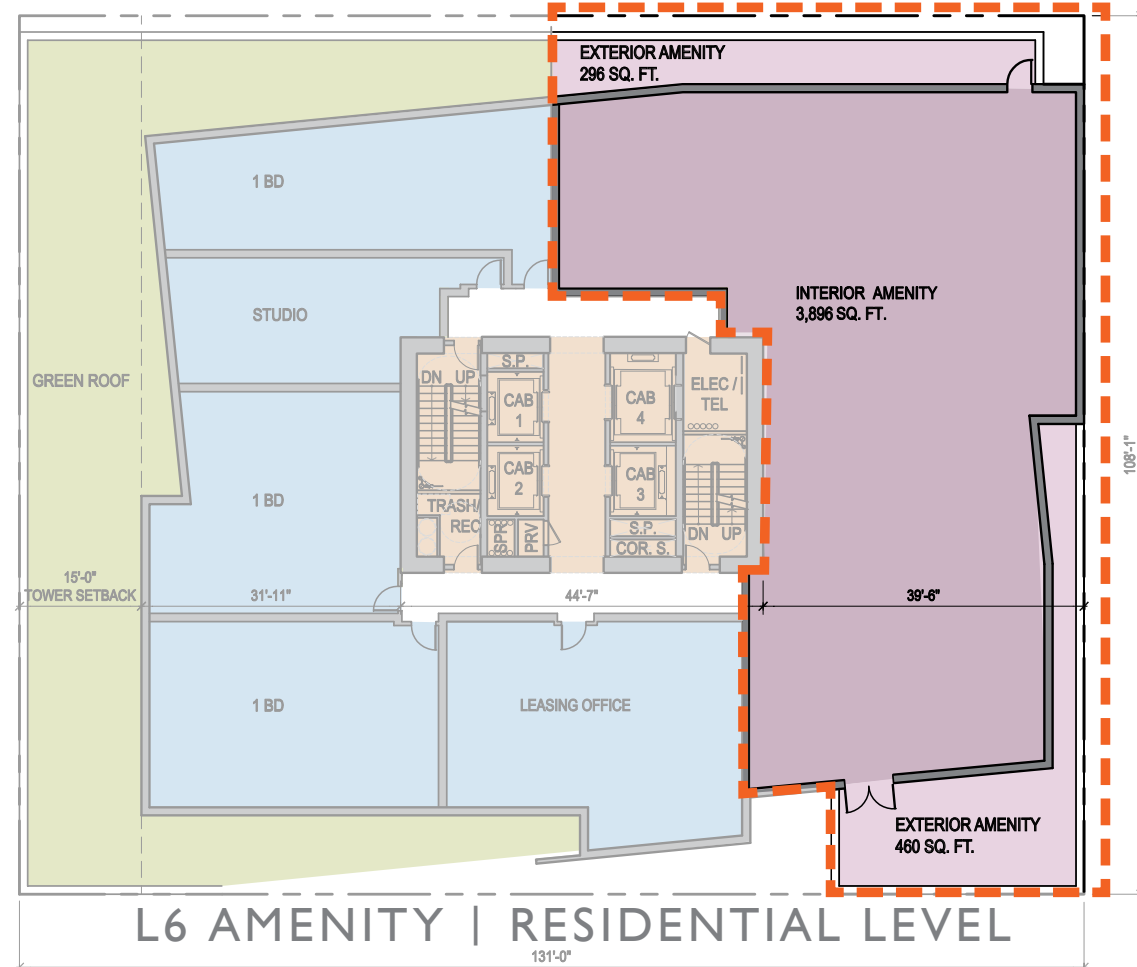 EXTERIOR AMENITY
296 SQ. FT.
1 BD
INTERIOR AMENITY
3,896 SQ. FT.
STUDIO
GREEN ROOF
S.P.
DN UP
CAB
1
CAB
4
ELEC /
TEL
CAB
2
CAB
3
1 BD
TRASH/
REC
SPR
PRV
S.P.
COR. S.
DN UP
108'-1"
15'-0"
TOWER SETBACK
31'-11"
44'-7"
39'-6"
1 BD
LEASING OFFICE
EXTERIOR AMENITY
460 SQ. FT.
L6 AMENITY | RESIDENTIAL LEVEL
131'-0"